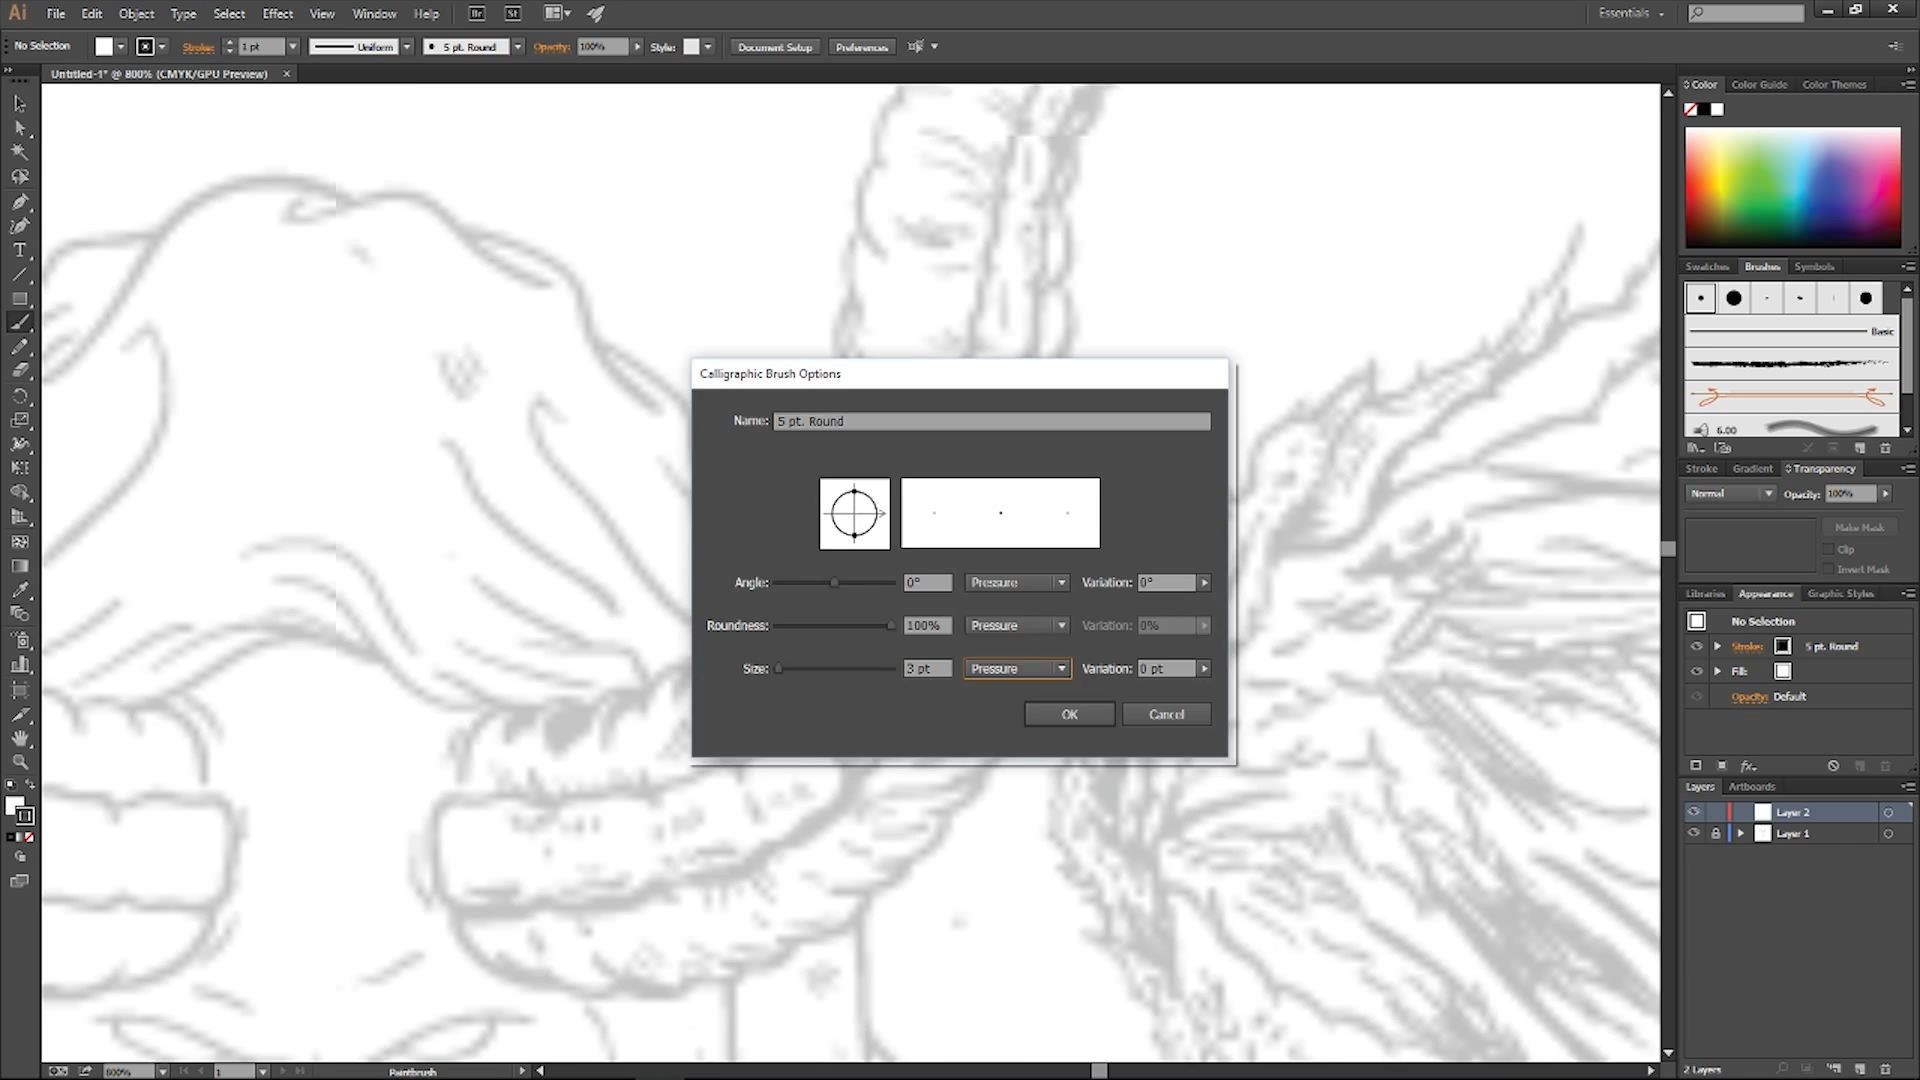 Ai File Edit Object Type Select Effect View Window Help Br St Essentials
No Selection Stroke: 1 pt Uniform 5 pt. Round Opacity: 100% Style: Document Setup Preferences
Untitled-1* @ 800% (CMYK/GPU Preview) ×
Color Color Guide Color Themes
Swatches Brushes Symbols
Basic
6.00
Stroke Gradient Transparency
Normal Opacity: 100%
Make Mask
Clip
Invert Mask
Libraries Appearance Graphic Styles
No Selection
Stroke: 5 pt. Round
Fill:
Opacity: Default
fx
Layers Artboards
Layer 2
Layer 1
2 Layers
Calligraphic Brush Options
Name: 5 pt. Round
Angle: 0° Pressure Variation: 0°
Roundness: 100% Pressure Variation: 0%
Size: 3 pt Pressure Variation: 0 pt
OK Cancel
800% 1 Paintbrush